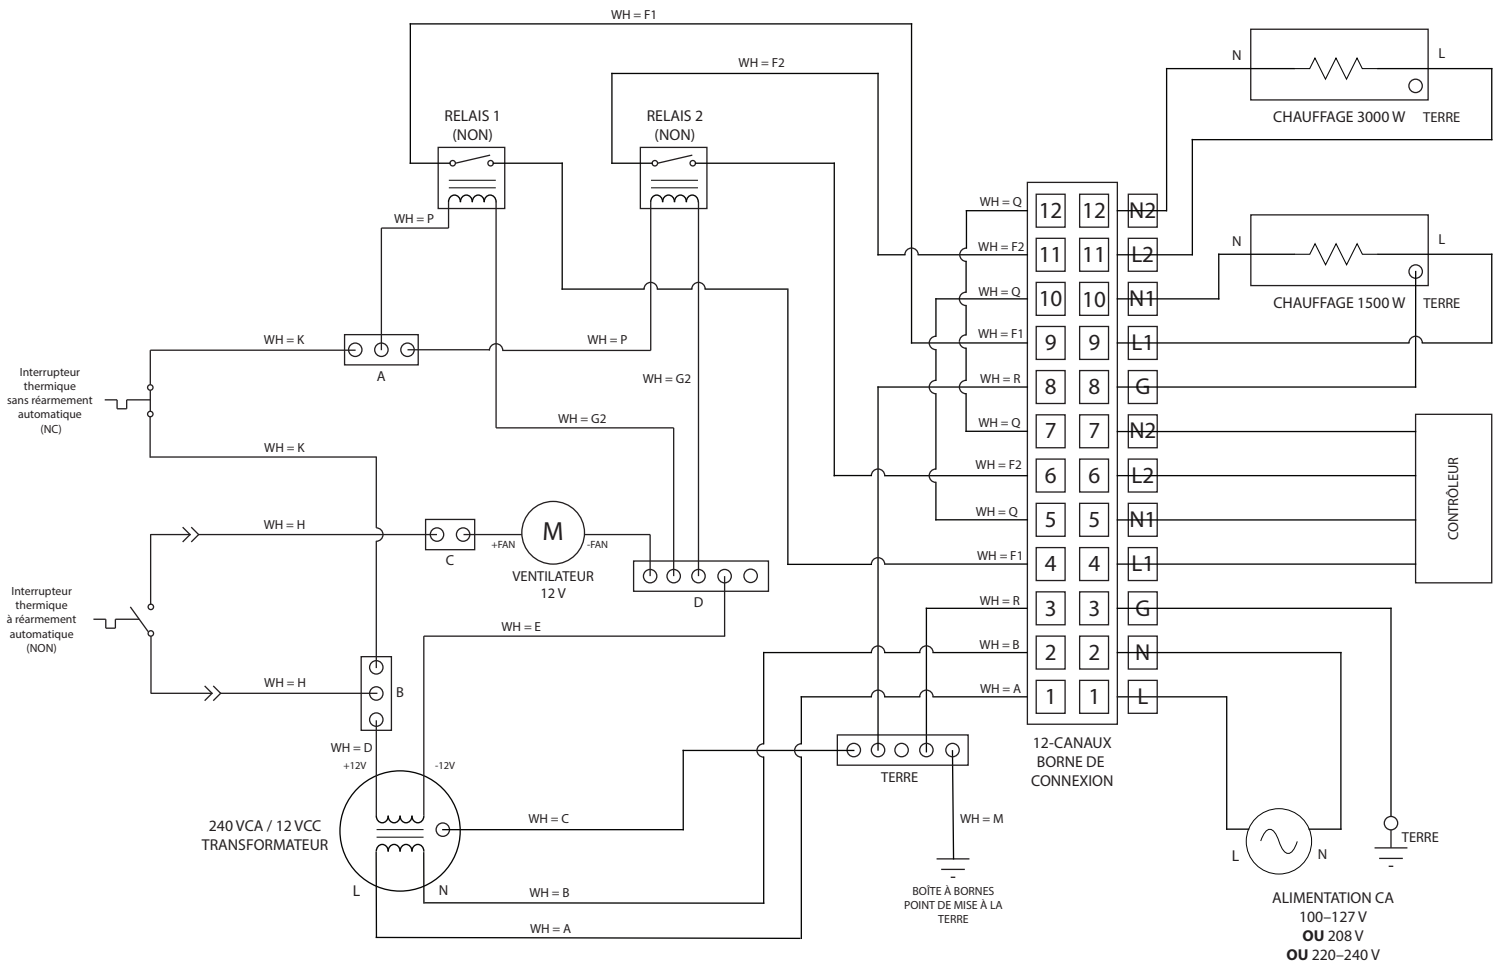 WH = F1
WH = F2
N
L
CHAUFFAGE 3000 W
TERRE
RELAIS 1
(NON)
RELAIS 2
(NON)
WH = P
WH = Q
12
12
N2
WH = F2
11
11
L2
WH = Q
10
10
N1
WH = F1
9
9
L1
WH = R
8
8
G
WH = Q
7
7
N2
WH = F2
6
6
L2
WH = Q
5
5
N1
WH = F1
4
4
L1
WH = R
3
3
G
WH = B
2
2
N
WH = A
1
1
L
12-CANAUX
BORNE DE
CONNEXION
N
L
CHAUFFAGE 1500 W
TERRE
CONTRÔLEUR
WH = K
A
WH = P
WH = G2
WH = G2
Interrupteur
thermique
sans réarmement
automatique
(NC)
WH = K
WH = H
C
+FAN
M
-FAN
VENTILATEUR
12 V
D
Interrupteur
thermique
à réarmement
automatique
(NON)
WH = E
WH = H
B
WH = D
+12V
-12V
240 VCA / 12 VCC
TRANSFORMATEUR
L
N
WH = C
WH = B
WH = A
TERRE
WH = M
BOÎTE À BORNES
POINT DE MISE À LA
TERRE
L
N
TERRE
ALIMENTATION CA
100–127 V
OU 208 V
OU 220–240 V